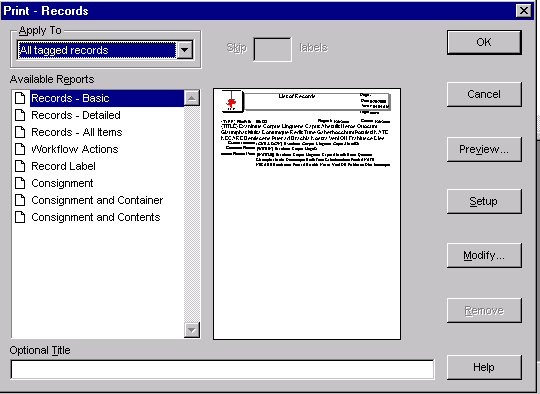 Print - Records
Apply To
All tagged records
Skip
labels
OK
Available Reports
Records - Basic
Records - Detailed
Records - All Items
Workflow Actions
Record Label
Consignment
Consignment and Container
Consignment and Contents
List of Records
Cancel
Preview...
Setup
Modify...
Remove
Optional Title
Help